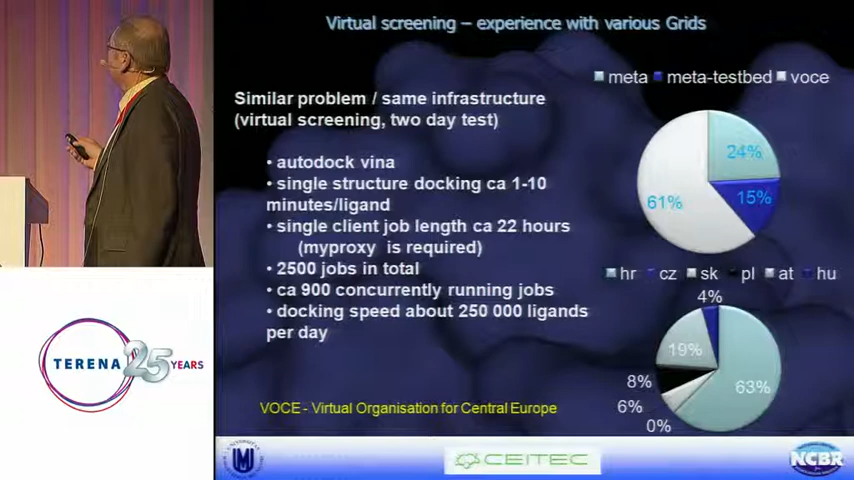 Virtual screening – experience with various Grids
Similar problem / same infrastructure
(virtual screening, two day test)
• autodock vina
• single structure docking ca 1-10
minutes/ligand
• single client job length ca 22 hours
(myproxy is required)
• 2500 jobs in total
• ca 900 concurrently running jobs
• docking speed about 250 000 ligands
per day
VOCE - Virtual Organisation for Central Europe
meta meta-testbed voce
24%
15%
61%
hr cz sk pl at hu
4%
19%
63%
8%
6%
0%
TERENA 25 YEARS
CEITEC
NCBR